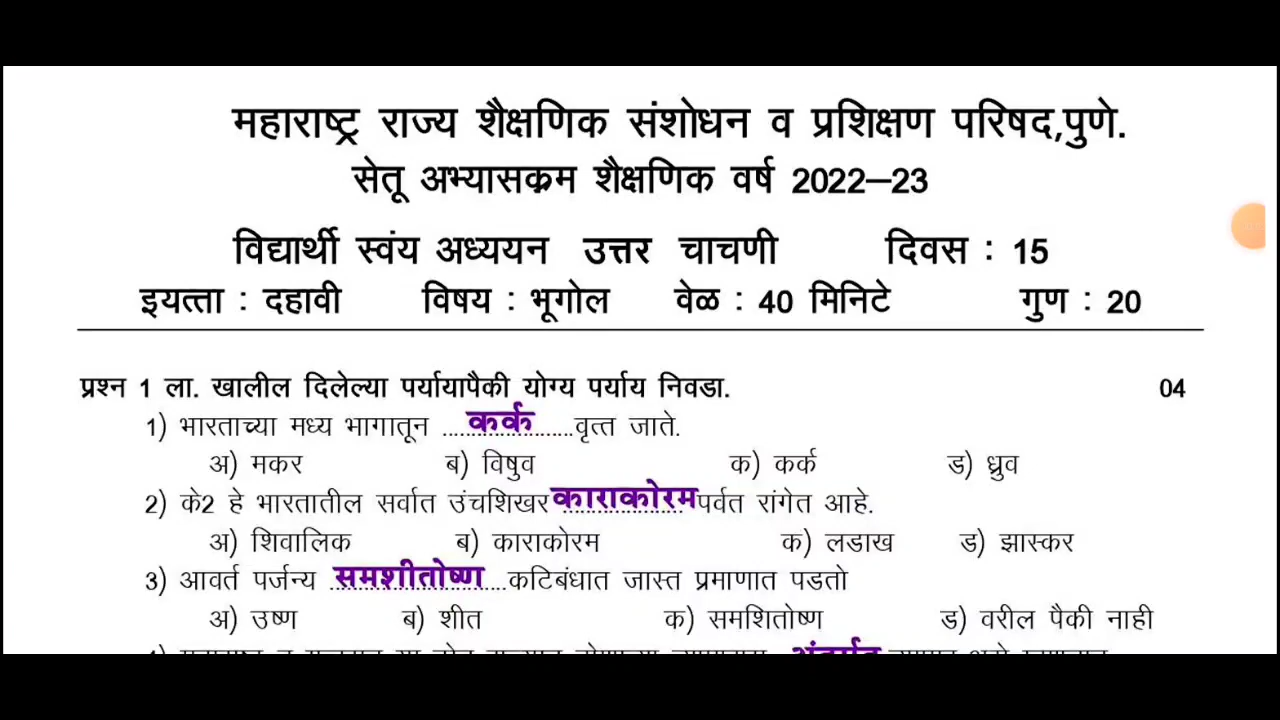 महाराष्ट्र राज्य शैक्षणिक संशोधन व प्रशिक्षण परिषद,पुणे.
सेतू अभ्यासक्रम शैक्षणिक वर्ष 2022–23
विद्यार्थी स्वंय अध्ययन उत्तर चाचणी दिवस : 15
इयत्ता : दहावी विषय : भूगोल वेळ : 40 मिनिटे गुण : 20
प्रश्न 1 ला. खालील दिलेल्या पर्यायापैकी योग्य पर्याय निवडा. 04
1) भारताच्या मध्य भागातून कर्क वृत्त जाते.
अ) मकर ब) विषुव क) कर्क ड) ध्रुव
2) के2 हे भारतातील सर्वात उंचशिखर काराकोरम पर्वत रांगेत आहे.
अ) शिवालिक ब) काराकोरम क) लडाख ड) झास्कर
3) आवर्त पर्जन्य समशीतोष्ण कटिबंधात जास्त प्रमाणात पडतो
अ) उष्ण ब) शीत क) समशितोष्ण ड) वरील पैकी नाही